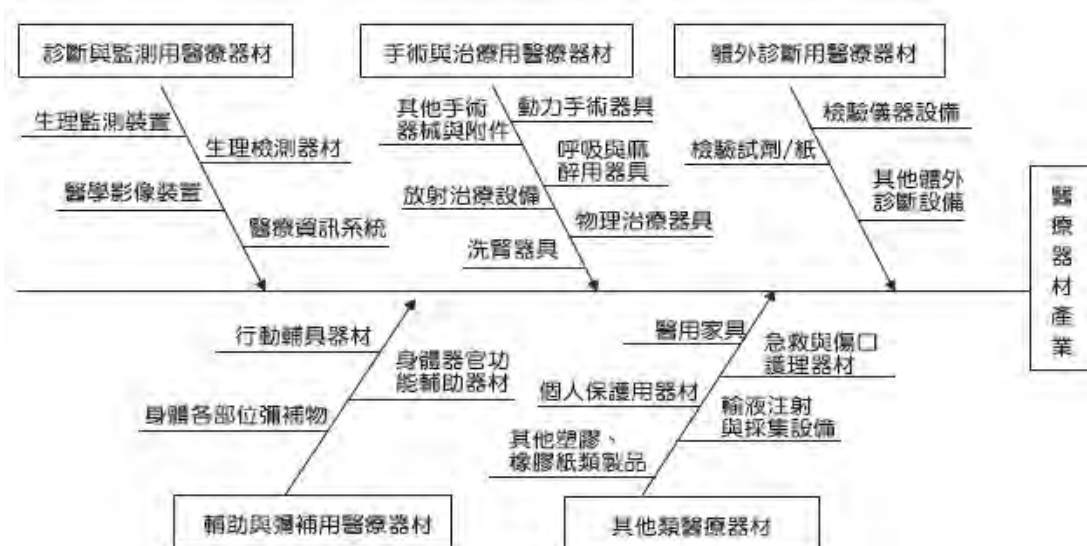 診斷與監測用醫療器材
手術與治療用醫療器材
體外診斷用醫療器材
生理監測裝置
生理檢測器材
醫學影像裝置
醫療資訊系統
其他手術
器械與附件
動力手術器具
呼吸與麻
醉用器具
放射治療設備
物理治療器具
洗腎器具
檢驗儀器設備
檢驗試劑/紙
其他體外
診斷設備
醫療器材產業
行動輔具器材
身體器官功
能輔助器材
身體各部位彌補物
輔助與彌補用醫療器材
醫用家具
急救與傷口
護理器材
個人保護用器材
輸液注射
與採集設備
其他塑膠、
橡膠紙類製品
其他類醫療器材